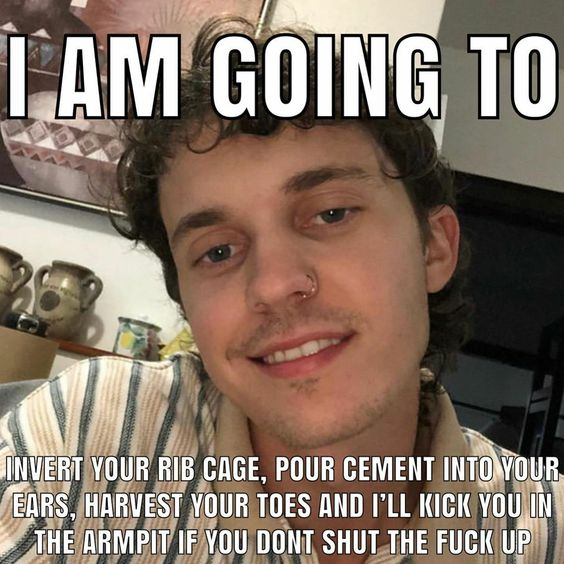 I AM GOING TO
INVERT YOUR RIB CAGE, POUR CEMENT INTO YOUR
EARS, HARVEST YOUR TOES AND I'LL KICK YOU IN
THE ARMPIT IF YOU DONT SHUT THE FUCK UP